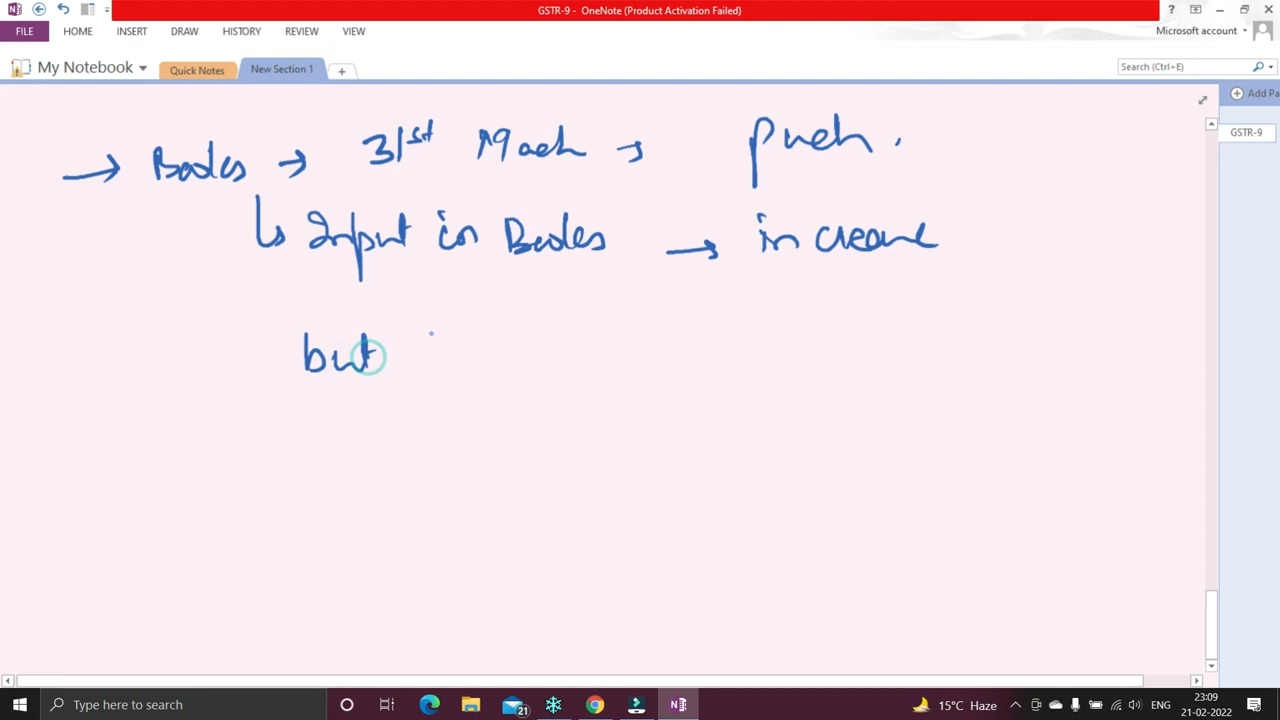 GSTR-9 - OneNote (Product Activation Failed)
FILE HOME INSERT DRAW HISTORY REVIEW VIEW
Microsoft account
My Notebook Quick Notes New Section 1
Search (Ctrl+E)
Add Pa
GSTR-9
→ Books → 31st March → purch.
↳ Input in Books → increase
but
21
Type here to search
15°C Haze
ENG
23:09
21-02-2022